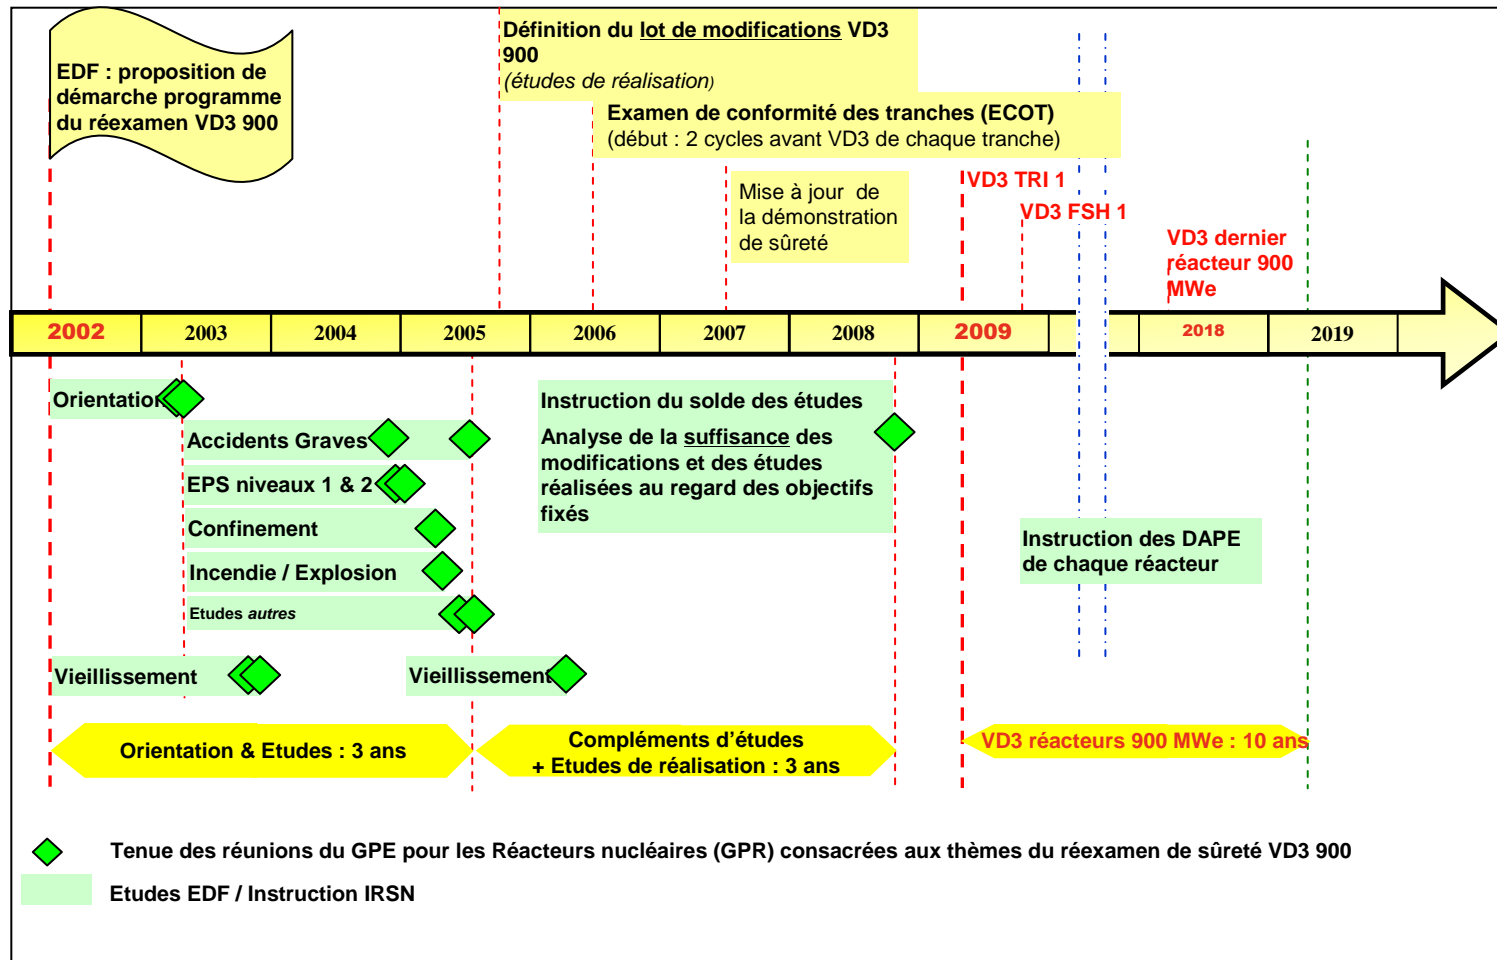 EDF : proposition de
démarche programme
du réexamen VD3 900
Définition du lot de modifications VD3
900
(études de réalisation)
Examen de conformité des tranches (ECOT)
(début : 2 cycles avant VD3 de chaque tranche)
Mise à jour de
la démonstration
de sûreté
VD3 TRI 1
VD3 FSH 1
VD3 dernier
réacteur 900
MWe
2002 2003 2004 2005 2006 2007 2008 2009 2018 2019
Orientation
Accidents Graves
EPS niveaux 1 & 2
Confinement
Incendie / Explosion
Etudes autres
Vieillissement
Vieillissement
Instruction du solde des études
Analyse de la suffisance des
modifications et des études
réalisées au regard des objectifs
fixés
Instruction des DAPE
de chaque réacteur
Orientation & Etudes : 3 ans
Compléments d'études
+ Etudes de réalisation : 3 ans
VD3 réacteurs 900 MWe : 10 ans
Tenue des réunions du GPE pour les Réacteurs nucléaires (GPR) consacrées aux thèmes du réexamen de sûreté VD3 900
Etudes EDF / Instruction IRSN